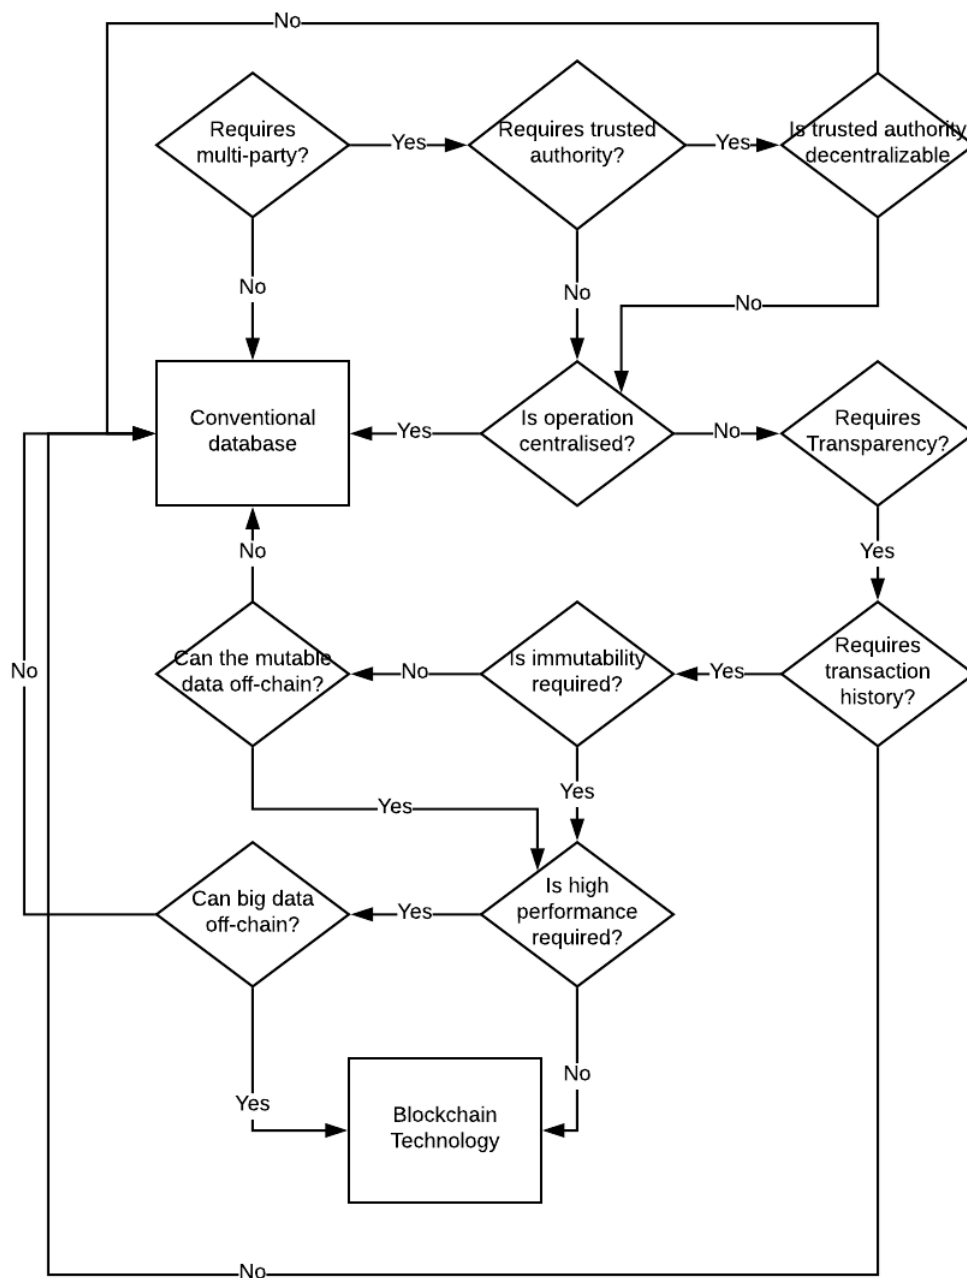 No
Requires
multi-party?
Yes
Requires trusted
authority?
Yes
Is trusted authority
decentralizable
No
No
No
Conventional
database
Yes
Is operation
centralised?
No
Requires
Transparency?
No
Yes
No
Can the mutable
data off-chain?
No
Is immutability
required?
Yes
Requires
transaction
history?
Yes
Yes
Can big data
off-chain?
Yes
Is high
performance
required?
Yes
No
Blockchain
Technology
No